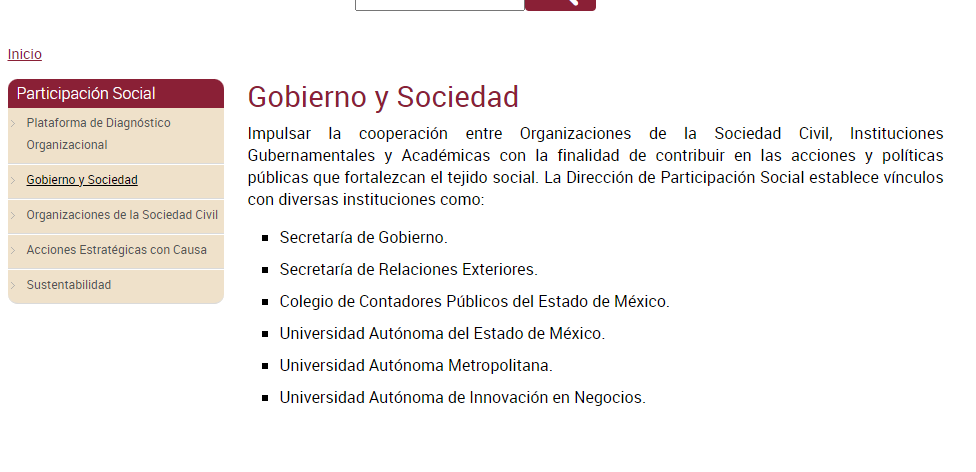 Inicio
Participación Social
Plataforma de Diagnóstico
Organizacional
Gobierno y Sociedad
Organizaciones de la Sociedad Civil
Acciones Estratégicas con Causa
Sustentabilidad
Gobierno y Sociedad
Impulsar la cooperación entre Organizaciones de la Sociedad Civil, Instituciones
Gubernamentales y Académicas con la finalidad de contribuir en las acciones y políticas
públicas que fortalezcan el tejido social. La Dirección de Participación Social establece vínculos
con diversas instituciones como:
Secretaría de Gobierno.
Secretaría de Relaciones Exteriores.
Colegio de Contadores Públicos del Estado de México.
Universidad Autónoma del Estado de México.
Universidad Autónoma Metropolitana.
Universidad Autónoma de Innovación en Negocios.